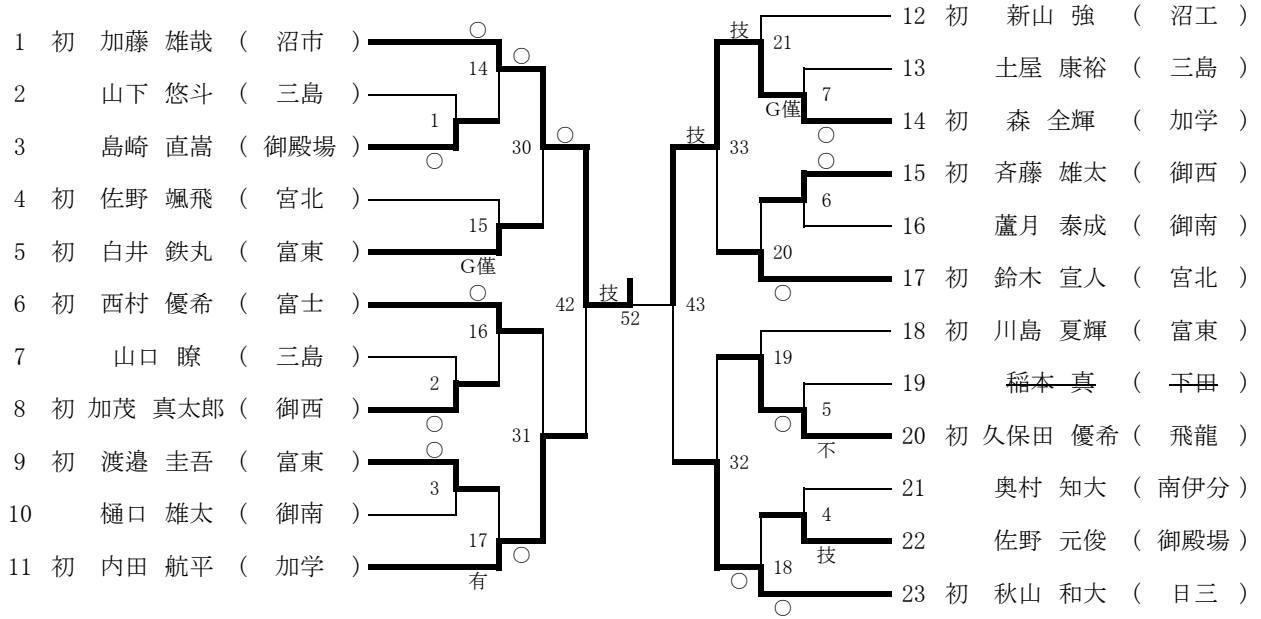 1 初 加藤 雄哉 ( 沼市 )
2 山下 悠斗 ( 三島 )
3 島崎 直嵩 ( 御殿場 )
4 初 佐野 颯飛 ( 宮北 )
5 初 白井 鉄丸 ( 富東 )
6 初 西村 優希 ( 富士 )
7 山口 瞭 ( 三島 )
8 初 加茂 真太郎 ( 御西 )
9 初 渡邉 圭吾 ( 富東 )
10 樋口 雄太 ( 御南 )
11 初 内田 航平 ( 加学 )
○
14
○
1
○
30
○
15
G僅
○
16
2
○
○
3
17
有
○
31
42
技
52
43
技
33
技
21
7
G僅
○
○
6
20
○
19
5
不
○
32
4
技
18
○
○
12 初 新山 強 ( 沼工 )
13 土屋 康裕 ( 三島 )
14 初 森 全輝 ( 加学 )
15 初 斉藤 雄太 ( 御西 )
16 蘆月 泰成 ( 御南 )
17 初 鈴木 宣人 ( 宮北 )
18 初 川島 夏輝 ( 富東 )
19 稲本 真 ( 下田 )
20 初 久保田 優希 ( 飛龍 )
21 奥村 知大 ( 南伊分 )
22 佐野 元俊 ( 御殿場 )
23 初 秋山 和大 ( 日三 )